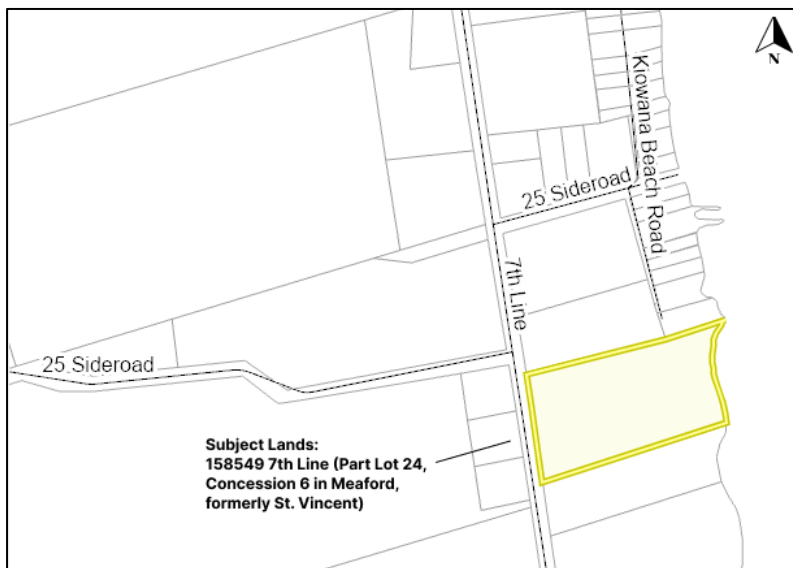 N
Kiowana Beach Road
25 Sideroad
7th Line
25 Sideroad
Subject Lands:
158549 7th Line (Part Lot 24,
Concession 6 in Meaford,
formerly St. Vincent)